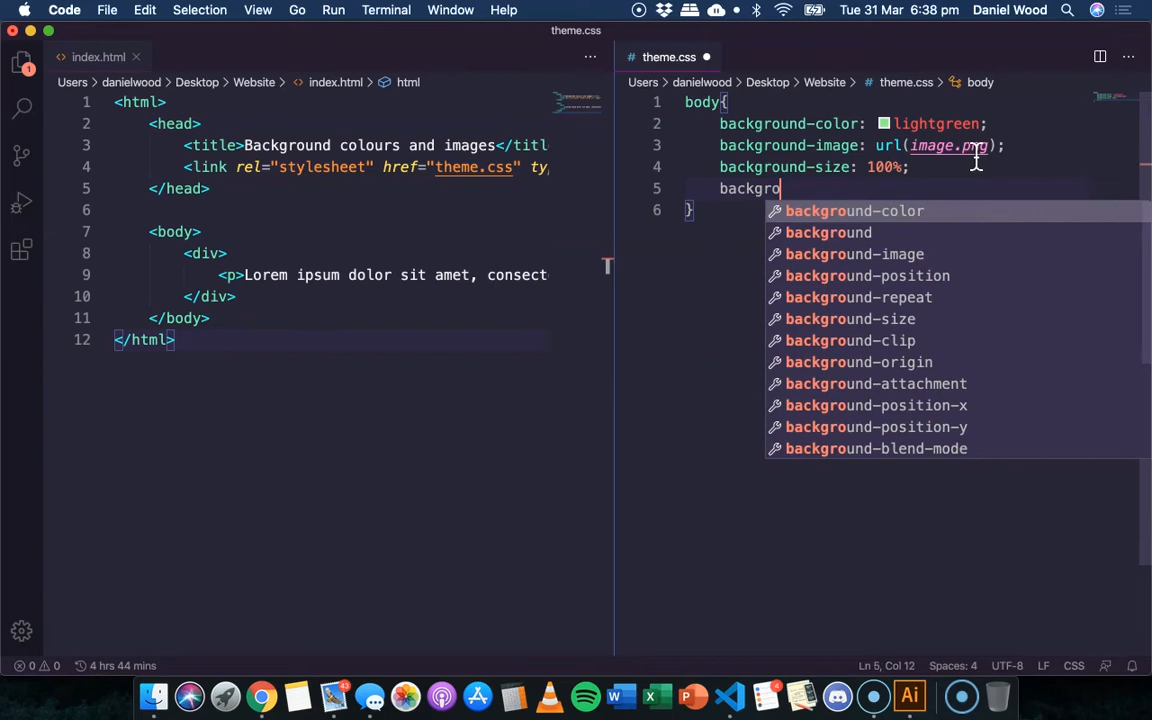 Code File Edit Selection View Go Run Terminal Window Help Tue 31 Mar 6:38 pm Daniel Wood
theme.css
1
index.html
theme.css
Users > danielwood > Desktop > Website > index.html > html
Users > danielwood > Desktop > Website > theme.css > body
1 <html>
2 <head>
3 <title>Background colours and images</titl
4 <link rel="stylesheet" href="theme.css" ty
5 </head>
6
7 <body>
8 <div>
9 <p>Lorem ipsum dolor sit amet, consect
10 </div>
11 </body>
12 </html>
1 body{
2 background-color: lightgreen;
3 background-image: url(image.png);
4 background-size: 100%;
5 backgro
6 }
background-color
background
background-image
background-position
background-repeat
background-size
background-clip
background-origin
background-attachment
background-position-x
background-position-y
background-blend-mode
0 0 4 hrs 44 mins Ln 5, Col 12 Spaces: 4 UTF-8 LF CSS
43
4
Ai